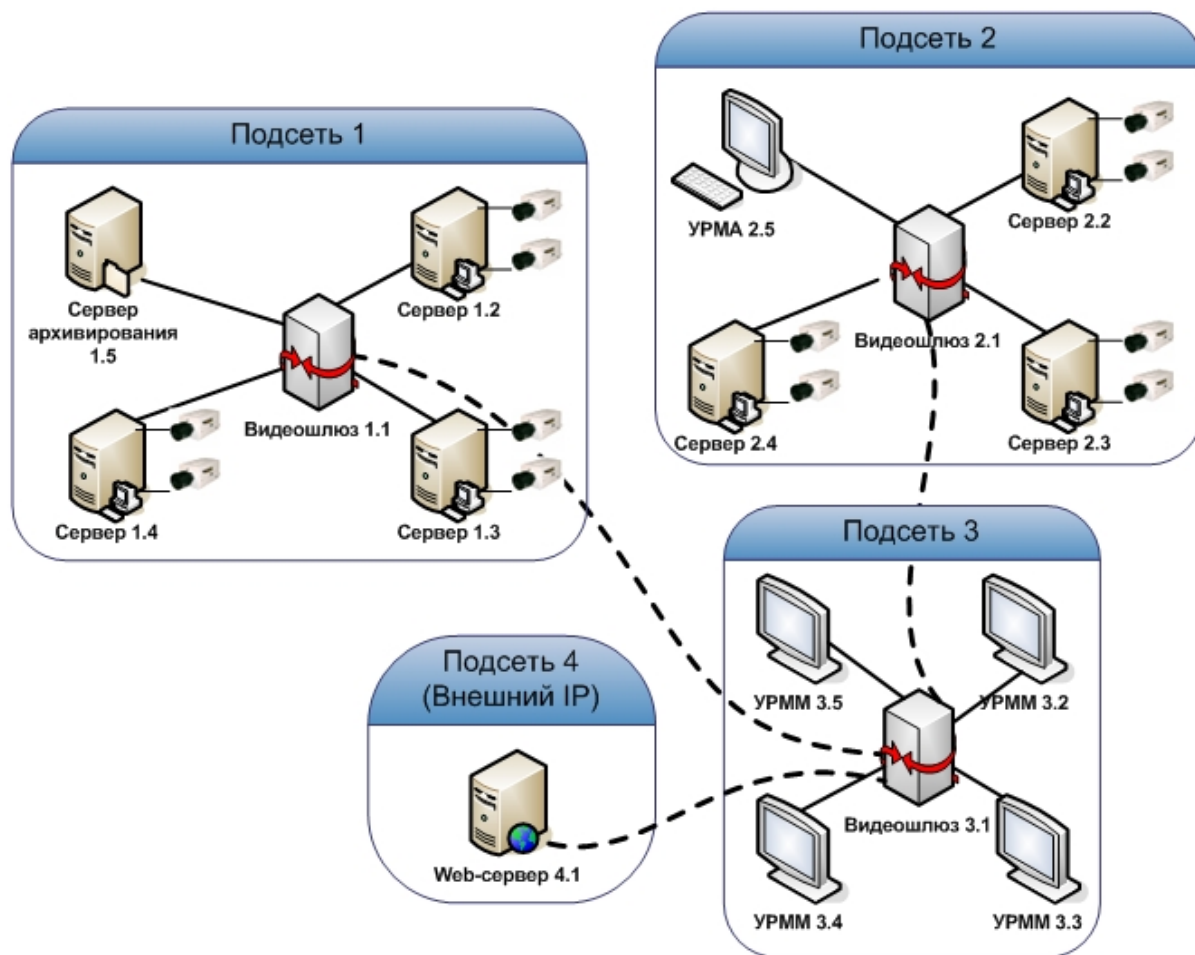 Подсеть 1
Сервер
архивирования
1.5
Сервер 1.2
Видеошлюз 1.1
Сервер 1.4
Сервер 1.3
Подсеть 2
УРМА 2.5
Сервер 2.2
Видеошлюз 2.1
Сервер 2.4
Сервер 2.3
Подсеть 3
УРММ 3.5
УРММ 3.2
Видеошлюз 3.1
УРММ 3.4
УРММ 3.3
Подсеть 4
(Внешний IP)
Web-сервер 4.1